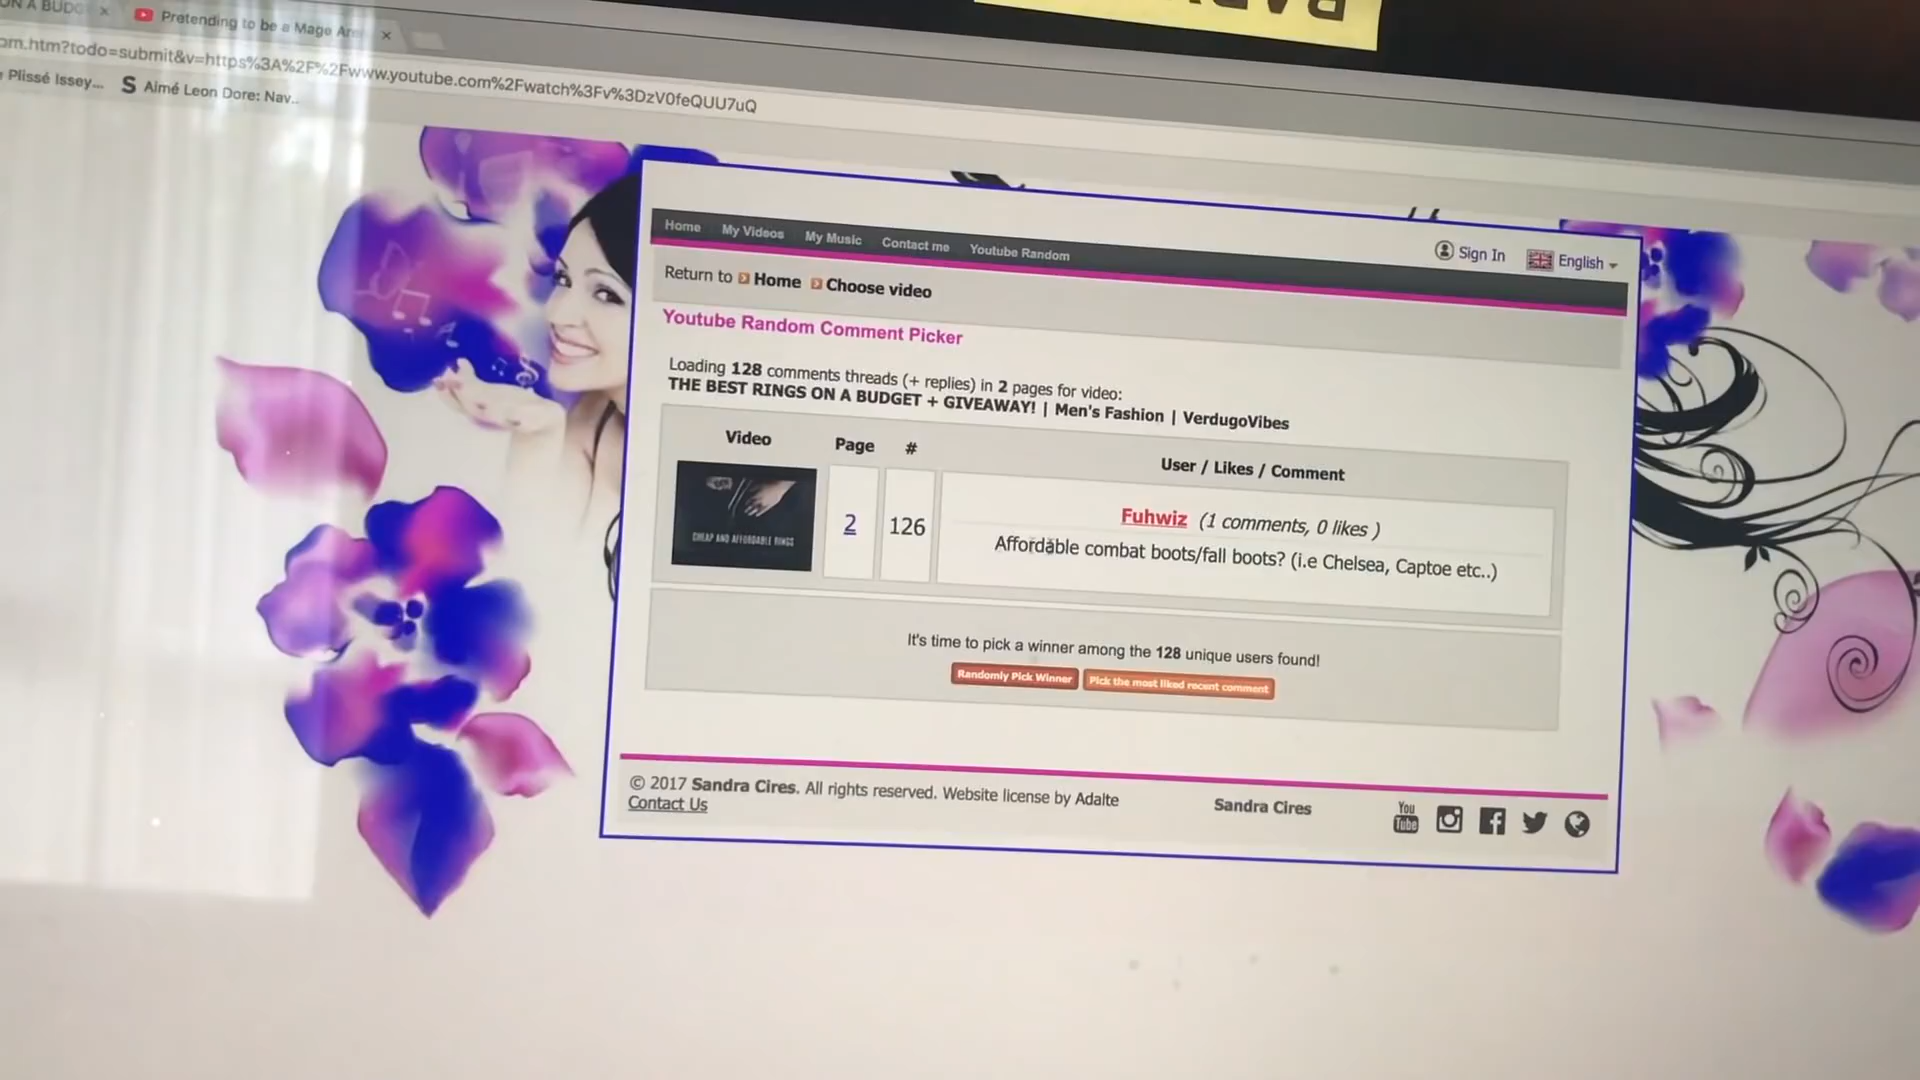 Pretending to be a Mage Ar
om.htm?todo=submit&v=https%3A%2F%2Fwww.youtube.com%2Fwatch%3Fv%3DzV0feQUU7uQ
Plissé Issey...
Aimé Leon Dore: Nav..
Home My Videos My Music Contact me Youtube Random
Sign In English
Return to Home Choose video
Youtube Random Comment Picker
Loading 128 comments threads (+ replies) in 2 pages for video:
THE BEST RINGS ON A BUDGET + GIVEAWAY! | Men's Fashion | VerdugoVibes
Video Page # User / Likes / Comment
CHEAP AND AFFORDABLE RINGS
2 126 Fuhwiz (1 comments, 0 likes )
Affordable combat boots/fall boots? (i.e Chelsea, Captoe etc..)
It's time to pick a winner among the 128 unique users found!
Randomly Pick Winner Pick the most liked recent comment
© 2017 Sandra Cires. All rights reserved. Website license by Adalte
Contact Us
Sandra Cires
You Tube